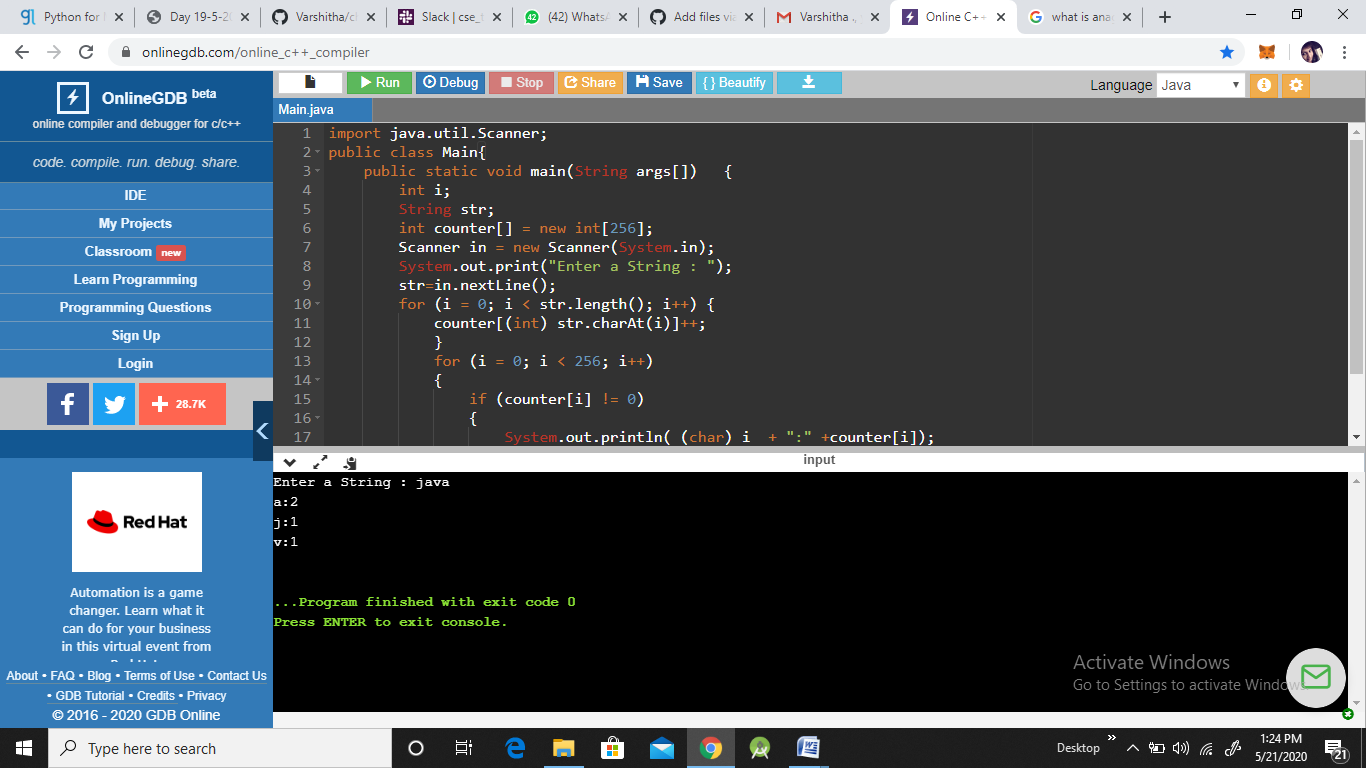 Python for
Day 19-5-2
Varshitha/c
Slack | cse_
(42) Whats
Add files via
Varshitha .
Online C++
what is ana
onlinegdb.com/online_c++_compiler
OnlineGDB beta
online compiler and debugger for c/c++
code. compile. run. debug. share.
IDE
My Projects
Classroom new
Learn Programming
Programming Questions
Sign Up
Login
28.7K
Red Hat
Automation is a game
changer. Learn what it
can do for your business
in this virtual event from
About • FAQ • Blog • Terms of Use • Contact Us
• GDB Tutorial • Credits • Privacy
© 2016 - 2020 GDB Online
Run Debug Stop Share Save {} Beautify
Language Java
Main.java
1 import java.util.Scanner;
2 public class Main{
3 public static void main(String args[]) {
4 int i;
5 String str;
6 int counter[] = new int[256];
7 Scanner in = new Scanner(System.in);
8 System.out.print("Enter a String : ");
9 str=in.nextLine();
10 for (i = 0; i < str.length(); i++) {
11 counter[(int) str.charAt(i)]++;
12 }
13 for (i = 0; i < 256; i++)
14 {
15 if (counter[i] != 0)
16 {
17 System.out.println( (char) i + ":" +counter[i]);
input
Enter a String : java
a:2
j:1
v:1
...Program finished with exit code 0
Press ENTER to exit console.
Activate Windows
Go to Settings to activate Windows.
Type here to search
Desktop
1:24 PM
5/21/2020
21